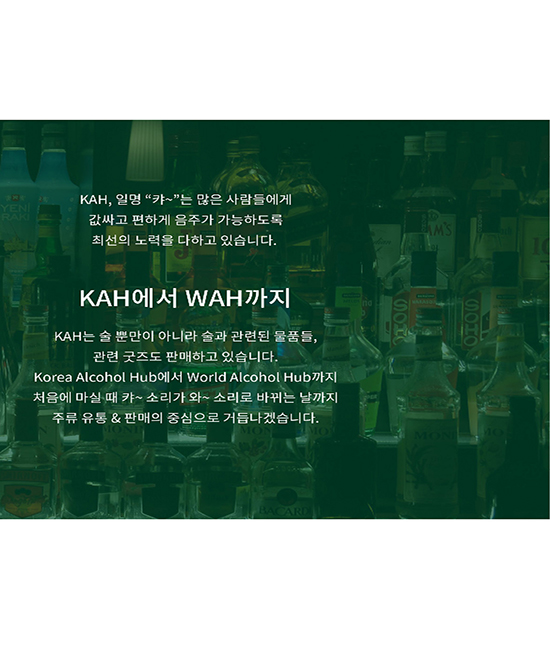 KAH, 일명 “캬~”는 많은 사람들에게
값싸고 편하게 음주가 가능하도록
최선의 노력을 다하고 있습니다.
KAH에서 WAH까지
KAH는 술 뿐만이 아니라 술과 관련된 물품들,
관련 굿즈도 판매하고 있습니다.
Korea Alcohol Hub에서 World Alcohol Hub까지
처음에 마실 때 캬~ 소리가 와~ 소리로 바뀌는 날까지
주류 유통 & 판매의 중심으로 거듭나겠습니다.
YENI
RAKI
SOHO
SOHO
MONI
BACARDI